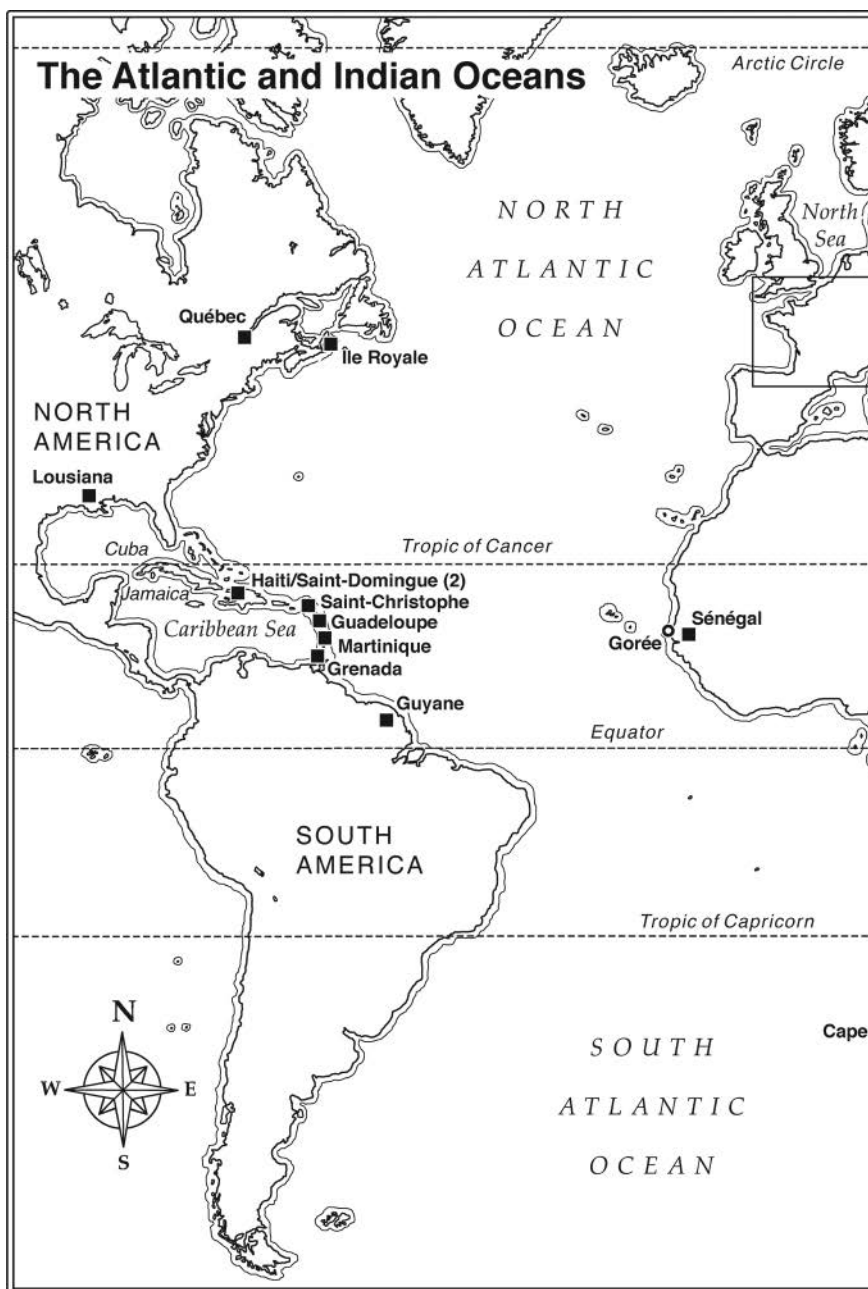 The Atlantic and Indian Oceans
Arctic Circle
NORTH
ATLANTIC
OCEAN
North
Sea
Québec
Île Royale
NORTH
AMERICA
Lousiana
Cuba
Tropic of Cancer
Haiti/Saint-Domingue (2)
Jamaica
Saint-Christophe
Caribbean Sea
Guadeloupe
Martinique
Grenada
Gorée
Sénégal
Guyane
Equator
SOUTH
AMERICA
Tropic of Capricorn
N
W
E
S
Cape
SOUTH
ATLANTIC
OCEAN